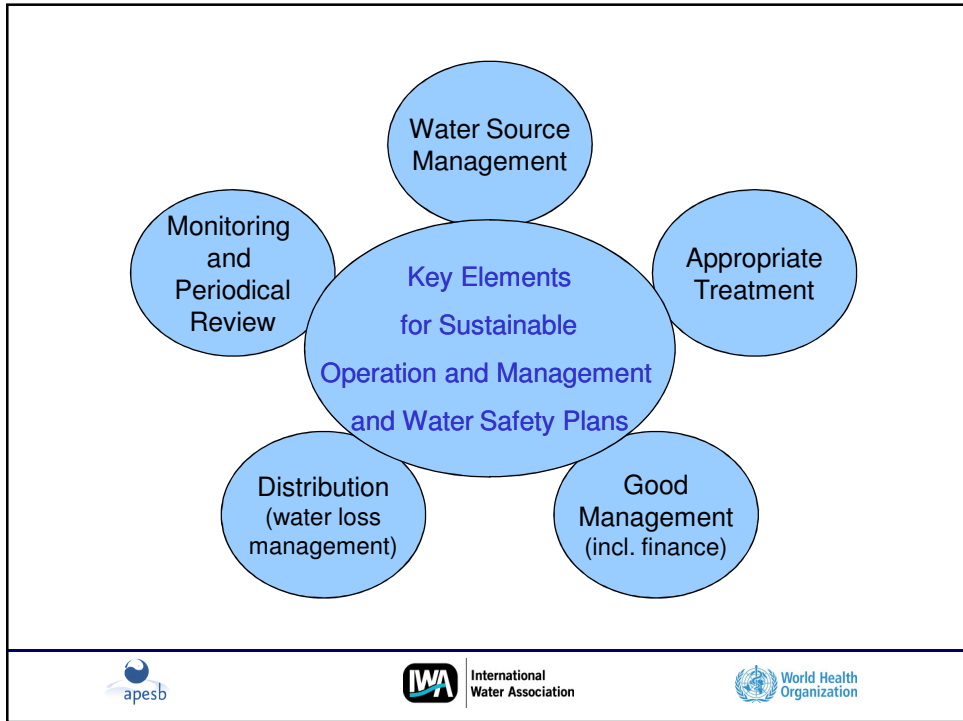 Water Source
Management
Monitoring
and
Periodical
Review
Appropriate
Treatment
Key Elements
for Sustainable
Operation and Management
and Water Safety Plans
Distribution
(water loss
management)
Good
Management
(incl. finance)
apesb
IWA
International
Water Association
World Health
Organization